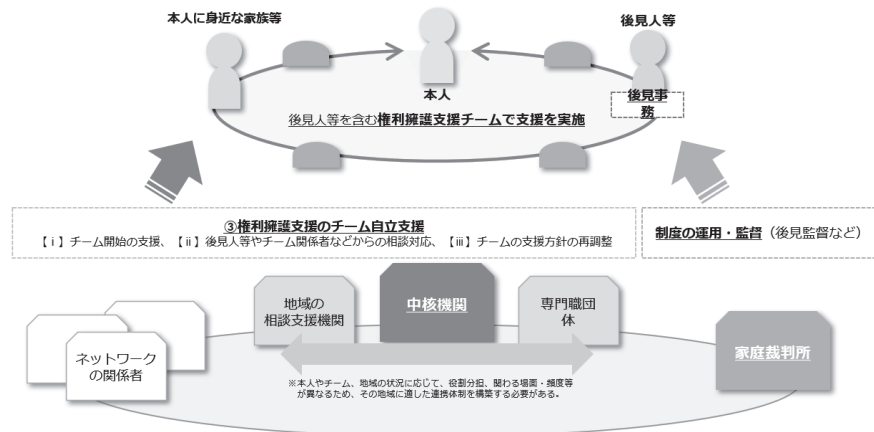 本人に身近な家族等
後見人等
本人
後見事
務
後見人等を含む権利擁護支援チームで支援を実施
③権利擁護支援のチーム自立支援
【ⅰ】チーム開始の支援、【ⅱ】後見人等やチーム関係者などからの相談対応、【ⅲ】チームの支援方針の再調整
制度の運用・監督（後見監督など）
地域の
相談支援機関
中核機関
専門職団
体
ネットワーク
の関係者
家庭裁判所
※本人やチーム、地域の状況に応じて、役割分担、関わる場面・頻度等
が異なるため、その地域に適した連携体制を構築する必要がある。